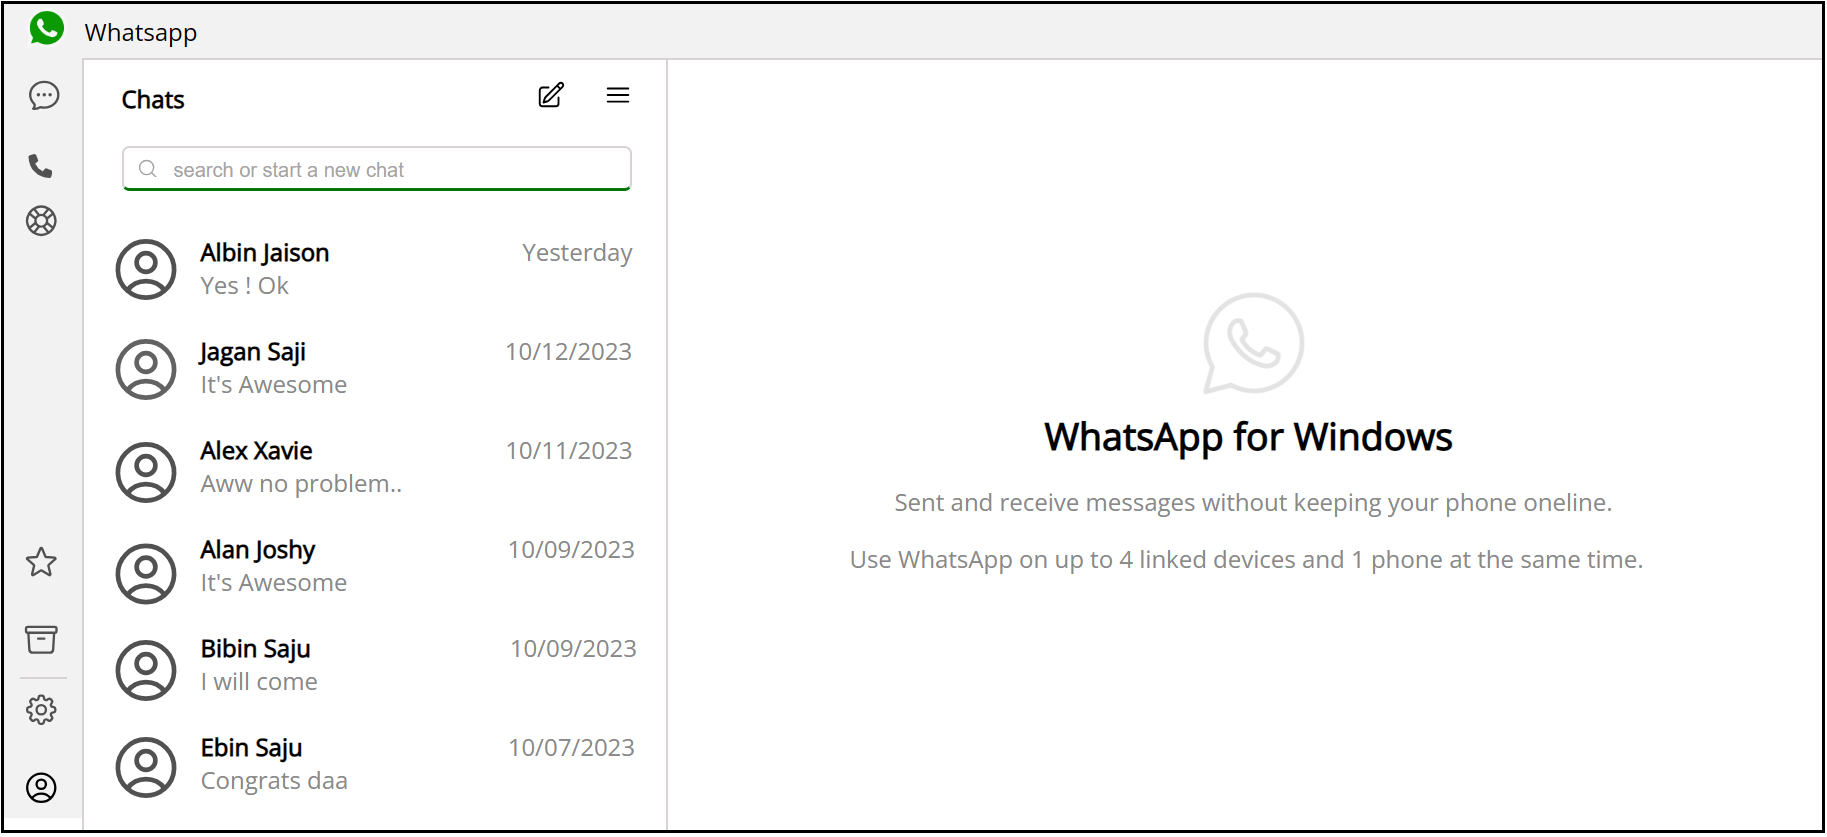 Whatsapp
Chats
search or start a new chat
Albin Jaison Yesterday
Yes ! Ok
Jagan Saji 10/12/2023
It's Awesome
Alex Xavie 10/11/2023
Aww no problem..
Alan Joshy 10/09/2023
It's Awesome
Bibin Saju 10/09/2023
I will come
Ebin Saju 10/07/2023
Congrats daa
WhatsApp for Windows
Sent and receive messages without keeping your phone oneline.
Use WhatsApp on up to 4 linked devices and 1 phone at the same time.